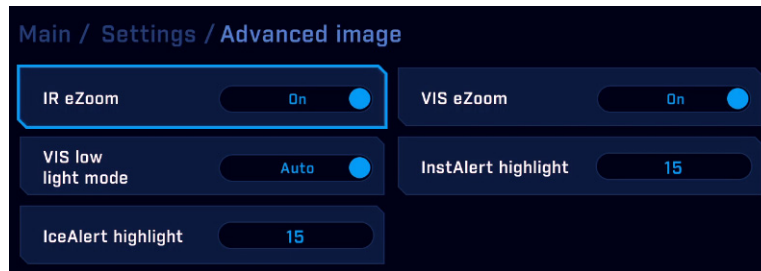 Main / Settings / Advanced image
IR eZoom On
VIS eZoom On
VIS low
light mode Auto
InstAlert highlight 15
IceAlert highlight 15